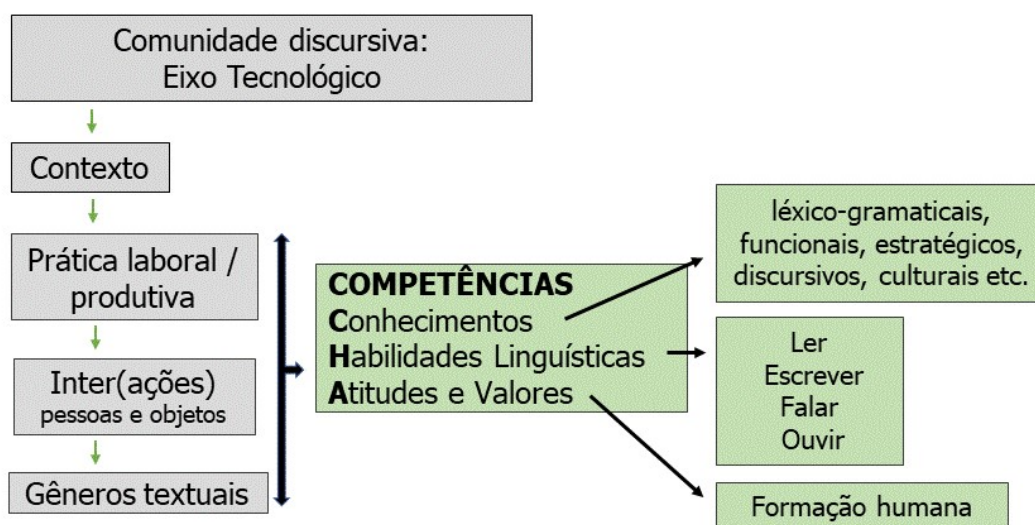 Comunidade discursiva:
Eixo Tecnológico
Contexto
Prática laboral /
produtiva
Inter(ações)
pessoas e objetos
Gêneros textuais
COMPETÊNCIAS
Conhecimentos
Habilidades Linguísticas
Atitudes e Valores
léxico-gramaticais,
funcionais, estratégicos,
discursivos, culturais etc.
Ler
Escrever
Falar
Ouvir
Formação humana